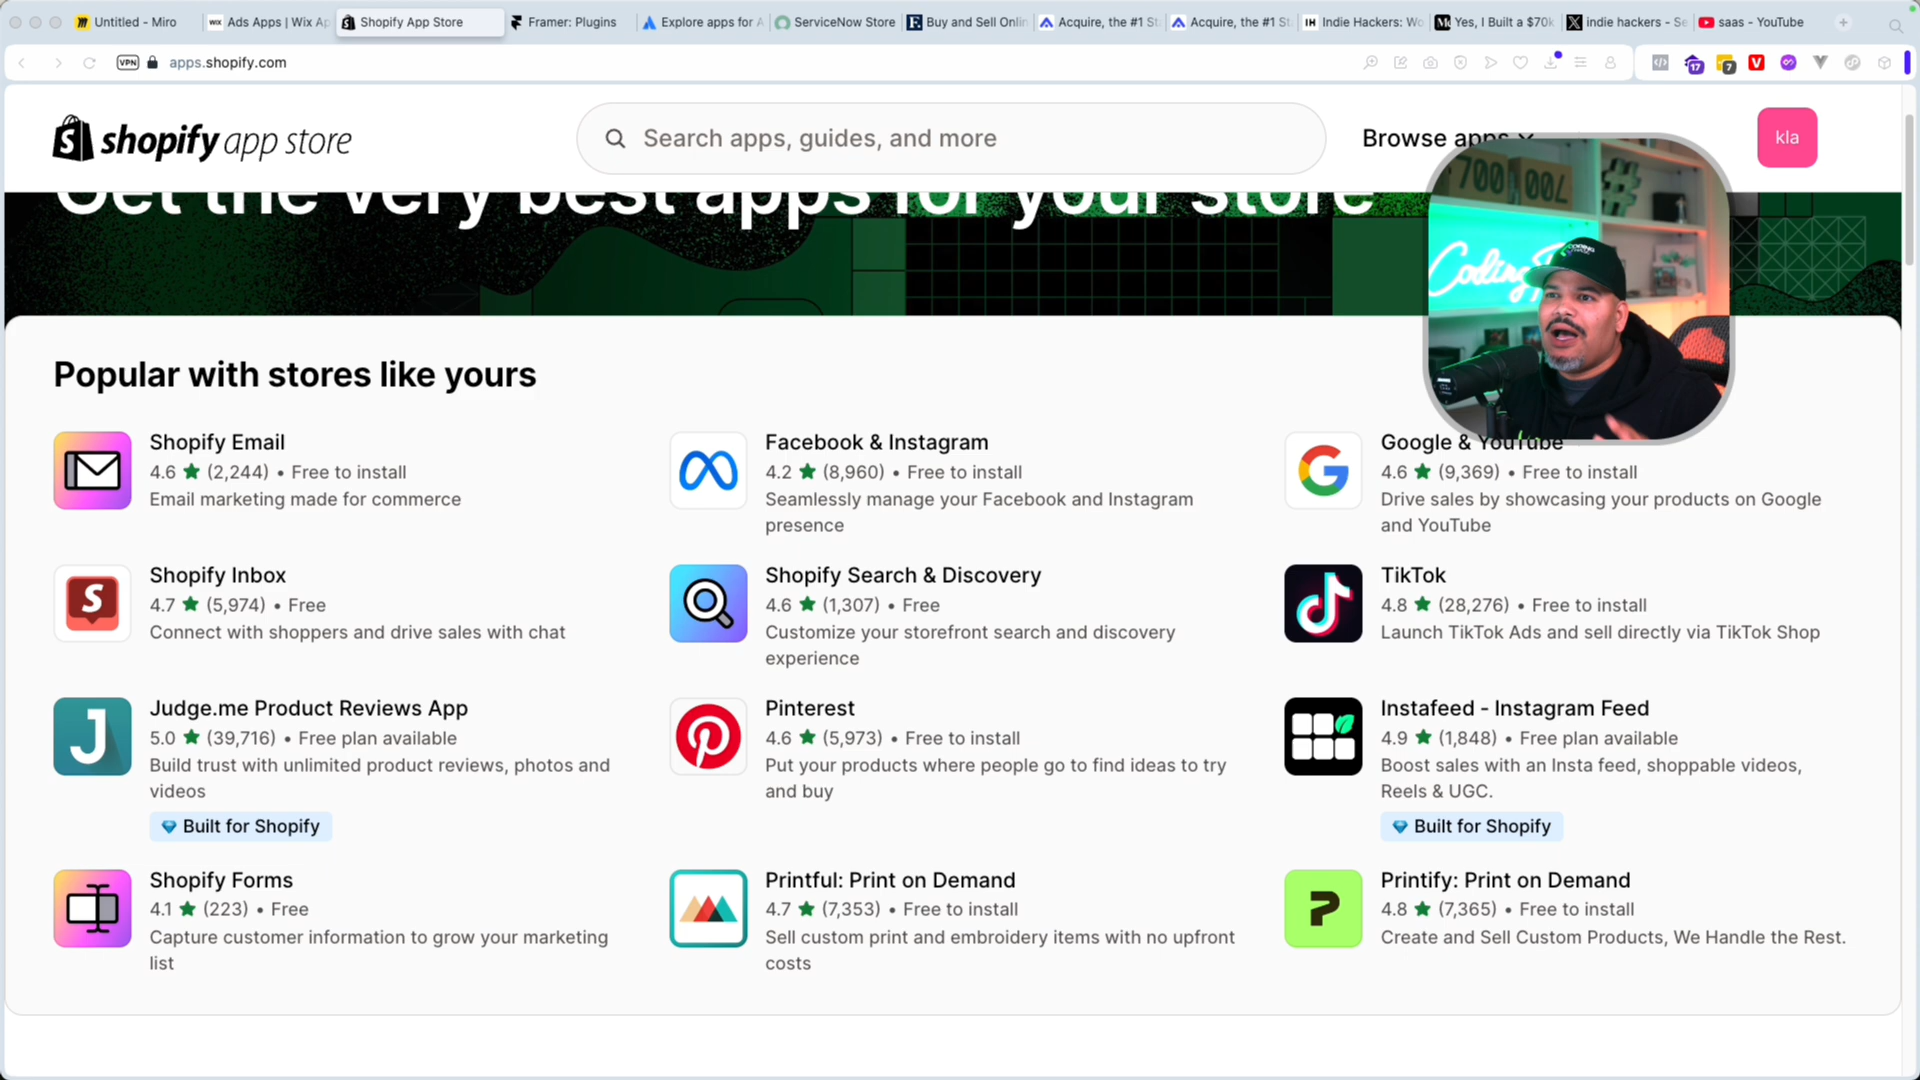 Untitled - Miro
WIX Ads Apps | Wix Ap
Shopify App Store
Framer: Plugins
Explore apps for A
ServiceNow Store
Buy and Sell Onlin
Acquire, the #1 St
Acquire, the #1 St
IH Indie Hackers: Wo
Yes, I Built a $70k
indie hackers - Se
saas - YouTube
VPN apps.shopify.com
17
7
shopify app store
Search apps, guides, and more
Browse apps
kla
Get the very best apps for your store
Popular with stores like yours
Shopify Email
4.6 ★ (2,244) • Free to install
Email marketing made for commerce
Facebook & Instagram
4.2 ★ (8,960) • Free to install
Seamlessly manage your Facebook and Instagram
presence
Google & YouTube
4.6 ★ (9,369) • Free to install
Drive sales by showcasing your products on Google
and YouTube
Shopify Inbox
4.7 ★ (5,974) • Free
Connect with shoppers and drive sales with chat
Shopify Search & Discovery
4.6 ★ (1,307) • Free
Customize your storefront search and discovery
experience
TikTok
4.8 ★ (28,276) • Free to install
Launch TikTok Ads and sell directly via TikTok Shop
Judge.me Product Reviews App
5.0 ★ (39,716) • Free plan available
Build trust with unlimited product reviews, photos and
videos
Built for Shopify
Pinterest
4.6 ★ (5,973) • Free to install
Put your products where people go to find ideas to try
and buy
Instafeed - Instagram Feed
4.9 ★ (1,848) • Free plan available
Boost sales with an Insta feed, shoppable videos,
Reels & UGC.
Built for Shopify
Shopify Forms
4.1 ★ (223) • Free
Capture customer information to grow your marketing
list
Printful: Print on Demand
4.7 ★ (7,353) • Free to install
Sell custom print and embroidery items with no upfront
costs
Printify: Print on Demand
4.8 ★ (7,365) • Free to install
Create and Sell Custom Products, We Handle the Rest.